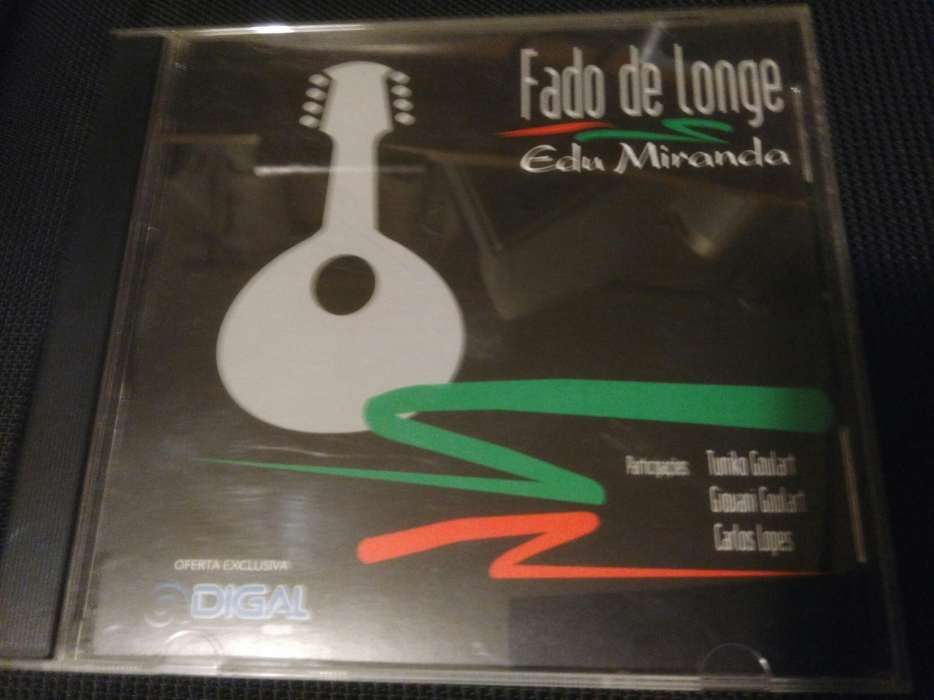 Fado de longe
Edu Miranda
Participações: Tuniko Goulart
Giovani Goulart
Carlos Lopes
OFERTA EXCLUSIVA
DIGAL